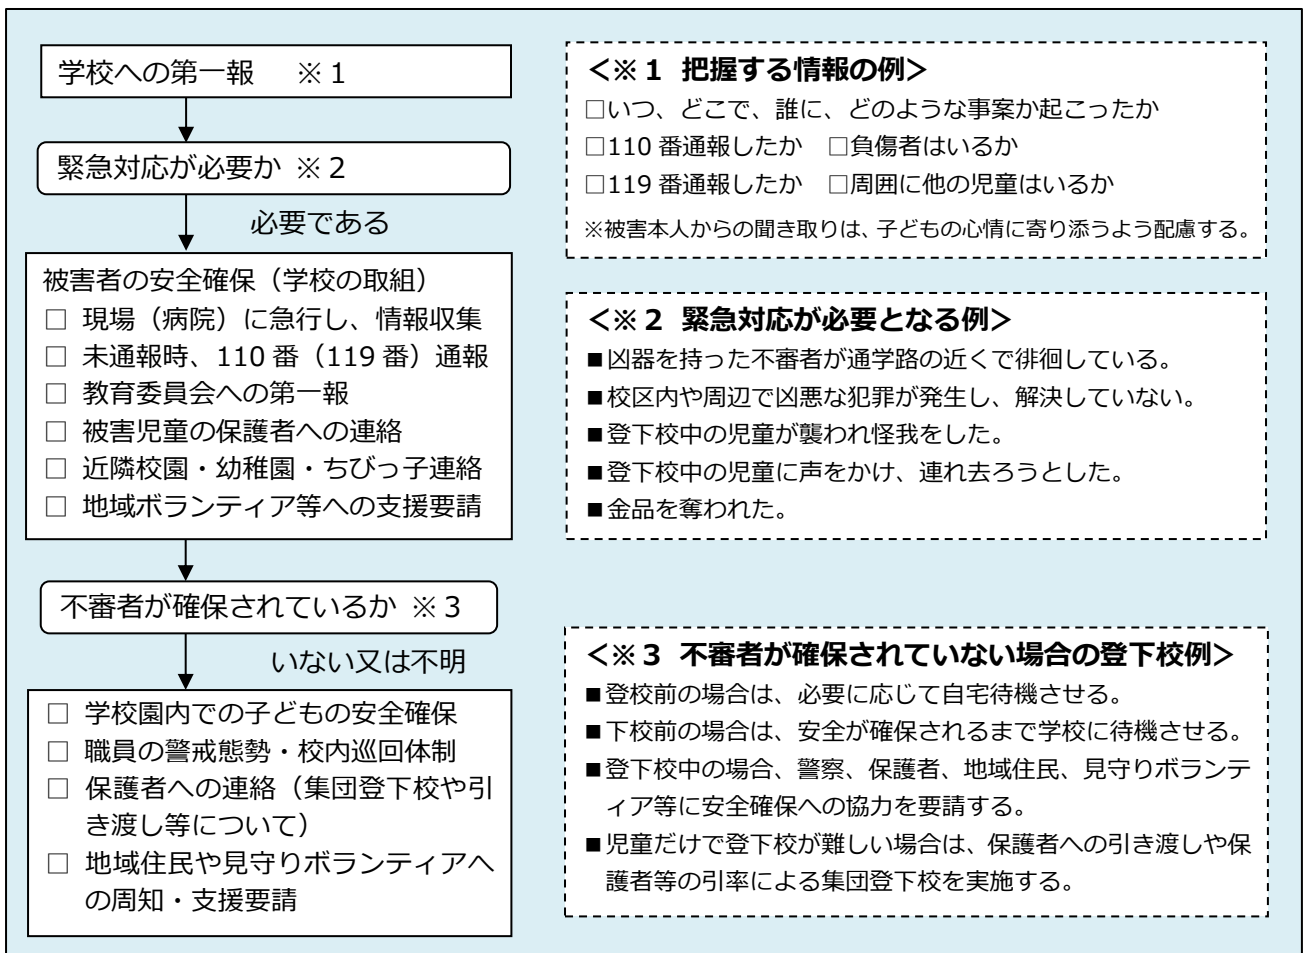 学校への第一報　※１
緊急対応が必要か ※２
必要である
被害者の安全確保（学校の取組）
□ 現場（病院）に急行し、情報収集
□ 未通報時、110 番（119 番）通報
□ 教育委員会への第一報
□ 被害児童の保護者への連絡
□ 近隣校園・幼稚園・ちびっ子連絡
□ 地域ボランティア等への支援要請
不審者が確保されているか ※３
いない又は不明
□ 学校園内での子どもの安全確保
□ 職員の警戒態勢・校内巡回体制
□ 保護者への連絡（集団登下校や引
き渡し等について）
□ 地域住民や見守りボランティアへ
の周知・支援要請
＜※１ 把握する情報の例＞
□いつ、どこで、誰に、どのような事案か起こったか
□110 番通報したか　□負傷者はいるか
□119 番通報したか　□周囲に他の児童はいるか
※被害本人からの聞き取りは、子どもの心情に寄り添うよう配慮する。
＜※２ 緊急対応が必要となる例＞
■凶器を持った不審者が通学路の近くで徘徊している。
■校区内や周辺で凶悪な犯罪が発生し、解決していない。
■登下校中の児童が襲われ怪我をした。
■登下校中の児童に声をかけ、連れ去ろうとした。
■金品を奪われた。
＜※３ 不審者が確保されていない場合の登下校例＞
■登校前の場合は、必要に応じて自宅待機させる。
■下校前の場合は、安全が確保されるまで学校に待機させる。
■登下校中の場合、警察、保護者、地域住民、見守りボランテ
ィア等に安全確保への協力を要請する。
■児童だけで登下校が難しい場合は、保護者への引き渡しや保
護者等の引率による集団登下校を実施する。